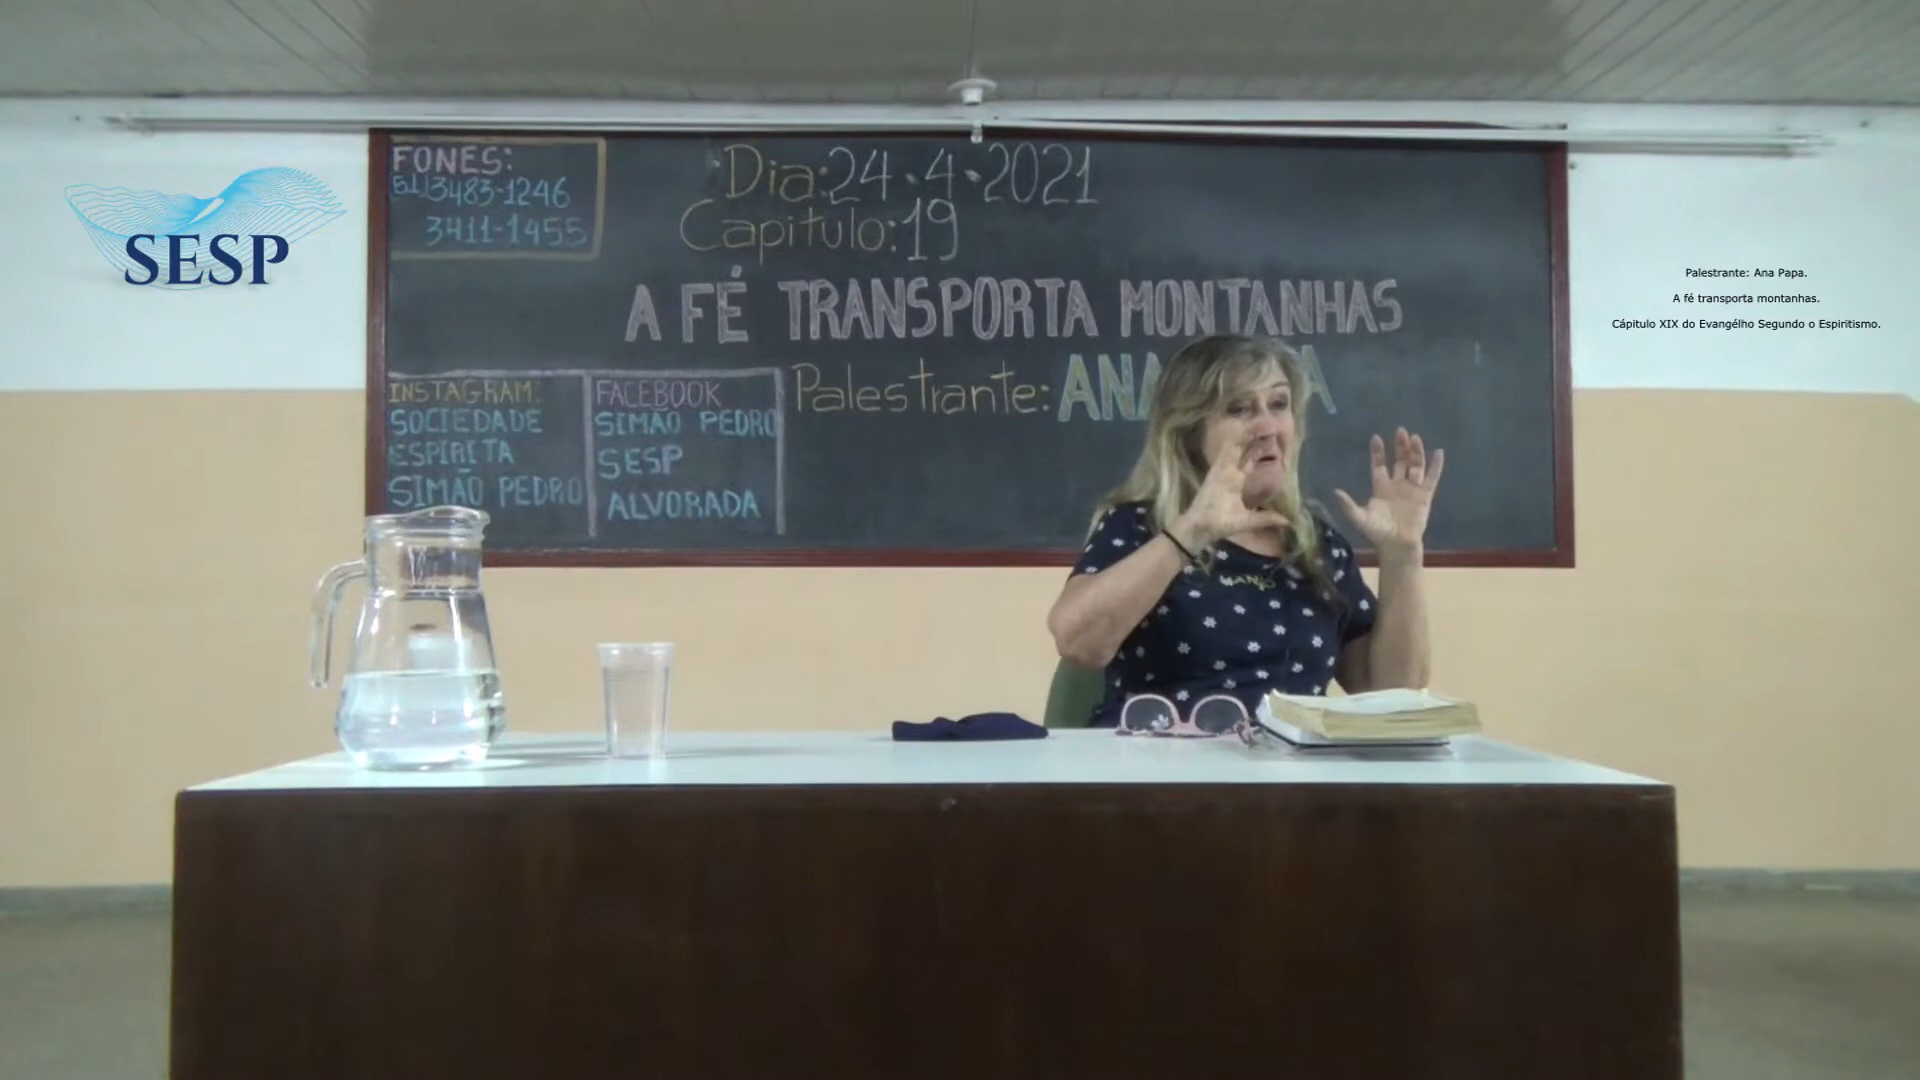 FONES:
(51)3483-1246
3411-1455
Dia:24.4.2021
Capitulo:19
A FÉ TRANSPORTA MONTANHAS
Palestrante: ANA
INSTAGRAM:
SOCIEDADE
ESPIRITA
SIMÃO PEDRO
FACEBOOK
SIMÃO PEDRO
SESP
ALVORADA
SESP
Palestrante: Ana Papa.
A fé transporta montanhas.
Cápitulo XIX do Evangélho Segundo o Espiritismo.